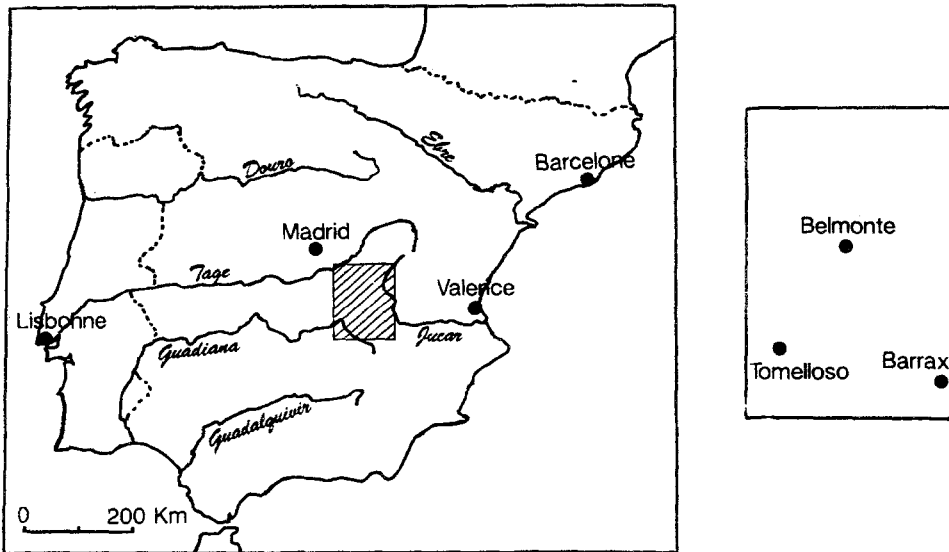 Ebre
Barcelone
Douro
Madrid
Tage
Valence
Lisbonne
Guadiana
Jucar
Guadalquivir
0 200 Km
Belmonte
Tomelloso
Barrax